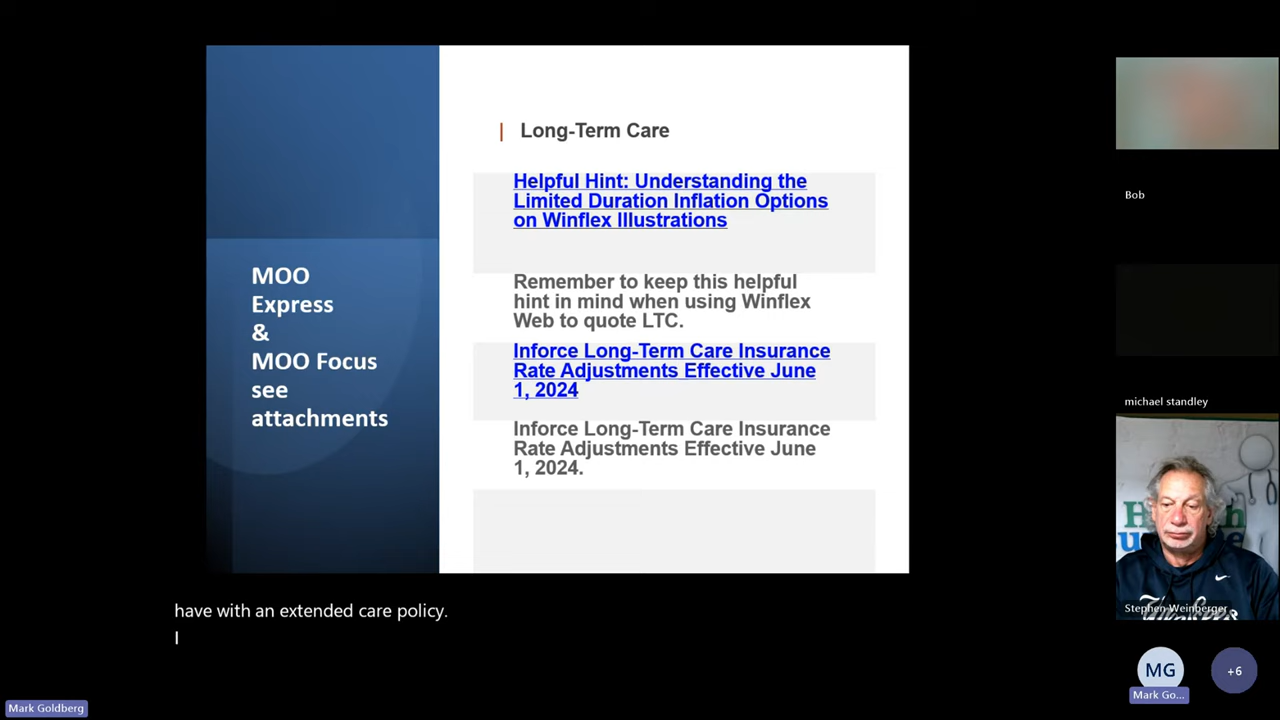 MOO
Express
&
MOO Focus
see
attachments
Long-Term Care
Helpful Hint: Understanding the
Limited Duration Inflation Options
on Winflex Illustrations
Remember to keep this helpful
hint in mind when using Winflex
Web to quote LTC.
Inforce Long-Term Care Insurance
Rate Adjustments Effective June
1, 2024
Inforce Long-Term Care Insurance
Rate Adjustments Effective June
1, 2024.
have with an extended care policy.
I
Mark Goldberg
Bob
michael standley
Stephen Weinberger
MG
Mark Go...
+6